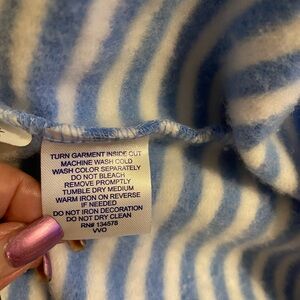 TURN GARMENT INSIDE OUT
MACHINE WASH COLD
WASH COLOR SEPARATELY
DO NOT BLEACH
REMOVE PROMPTLY
TUMBLE DRY MEDIUM
WARM IRON ON REVERSE
IF NEEDED
DO NOT IRON DECORATION
DO NOT DRY CLEAN
RN# 134578
VVO